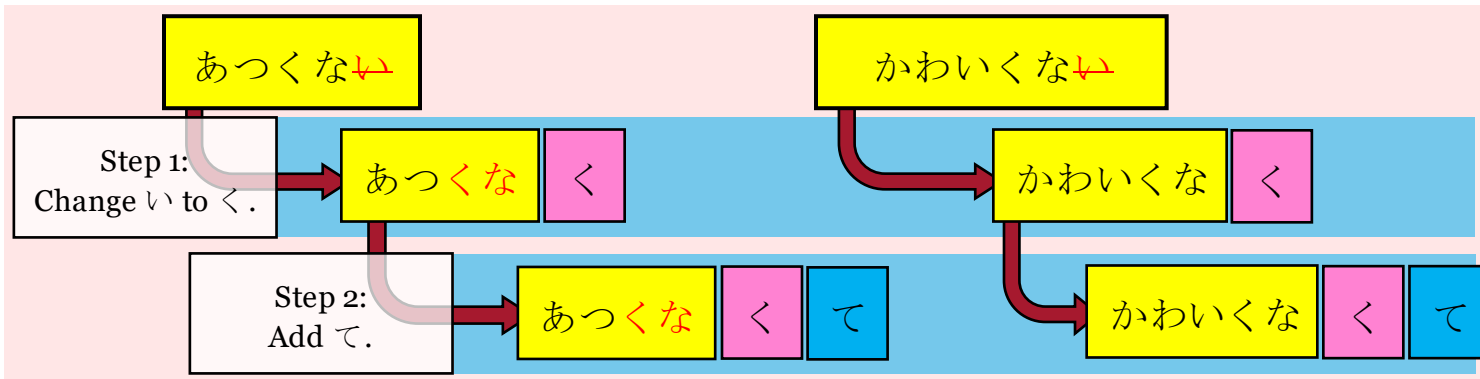 あつくない
かわいくない
Step 1:
Change い to く.
あつくな く
かわいくな く
Step 2:
Add て.
あつくな く て
かわいくな く て